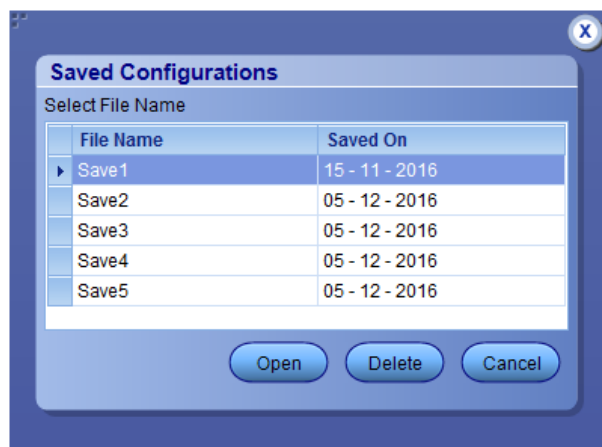 X
Saved Configurations
Select File Name
File Name Saved On
Save1 15 - 11 - 2016
Save2 05 - 12 - 2016
Save3 05 - 12 - 2016
Save4 05 - 12 - 2016
Save5 05 - 12 - 2016
Open Delete Cancel